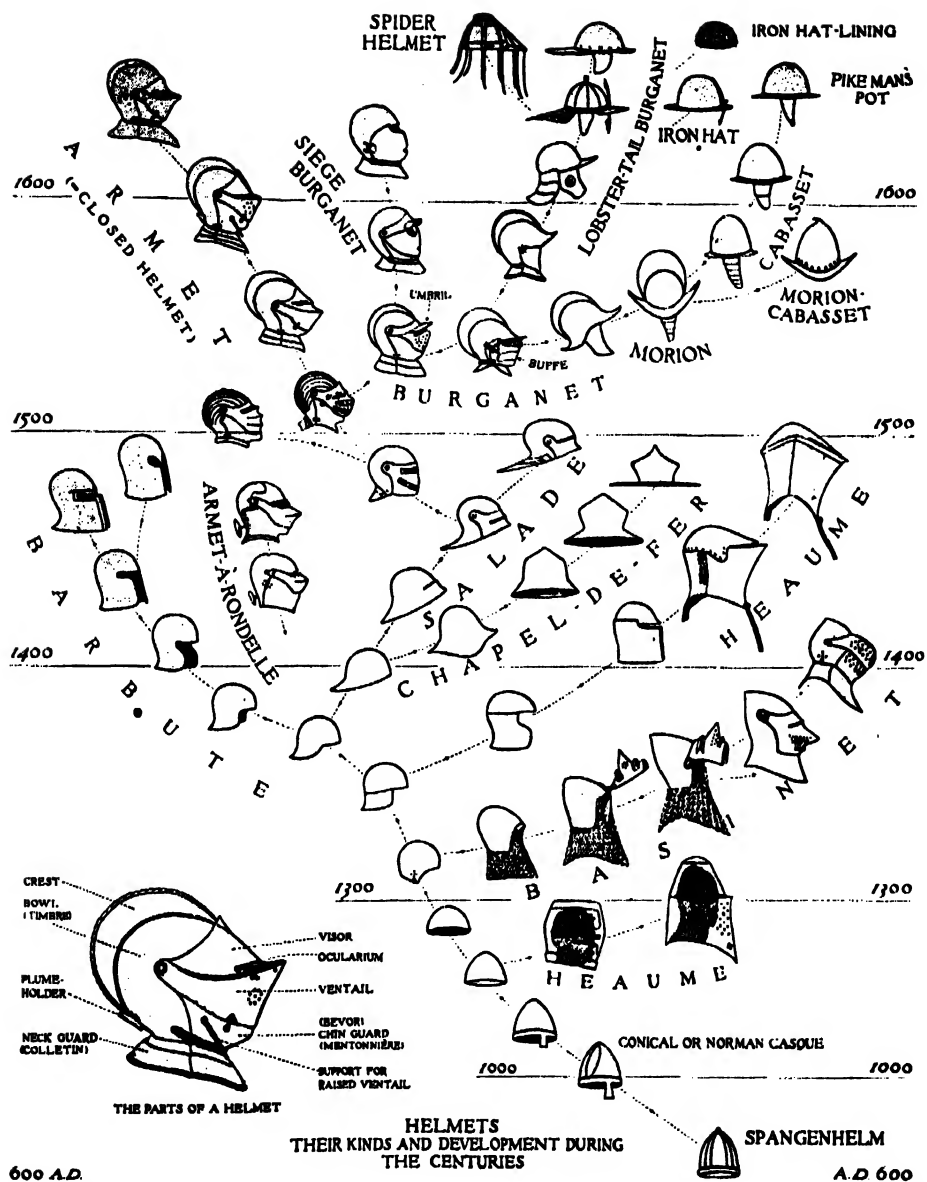 SPIDER
HELMET
IRON HAT-LINING
PIKEMAN'S
POT
IRON HAT
LOBSTER-TAIL BURGANET
SIEGE
BURGANET
ARMET
(=CLOSED HELMET)
1600
1600
CABASSET
MORION-
CABASSET
UMBRIL
MORION
BUFFE
BURGANET
1500
1500
SALADE
CHAPEL-DE-FER
HEAUME
ARMET-À-RONDELLE
BARBUTE
1400
1400
BASINET
1300
1300
HEAUME
CREST
BOWL
(TIMBRE)
PLUME-
HOLDER
NECK GUARD
(COLLETIN)
VISOR
OCULARIUM
VENTAIL
(BEVOR)
CHIN GUARD
(MENTONNIÈRE)
SUPPORT FOR
RAISED VENTAIL
THE PARTS OF A HELMET
CONICAL OR NORMAN CASQUE
1000
1000
HELMETS
THEIR KINDS AND DEVELOPMENT DURING
THE CENTURIES
SPANGENHELM
600 A.D.
A.D. 600